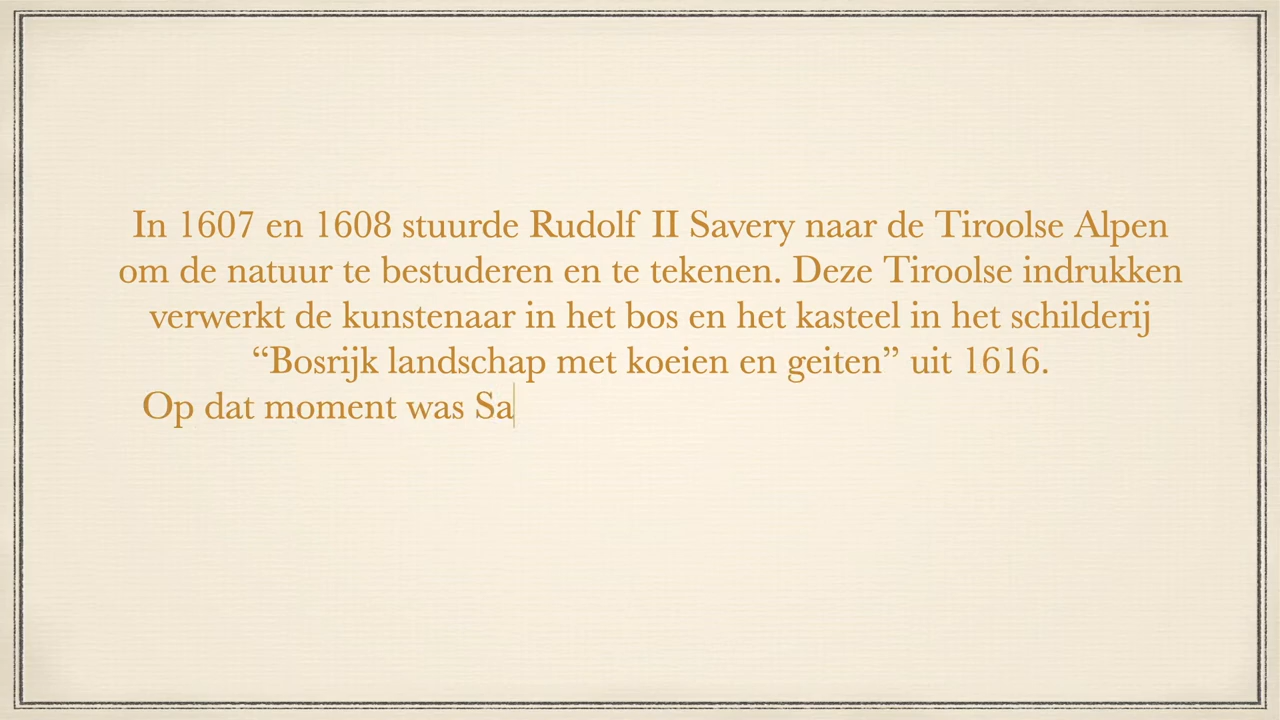 In 1607 en 1608 stuurde Rudolf II Savery naar de Tiroolse Alpen
om de natuur te bestuderen en te tekenen. Deze Tiroolse indrukken
verwerkt de kunstenaar in het bos en het kasteel in het schilderij
“Bosrijk landschap met koeien en geiten” uit 1616.
Op dat moment was Sa